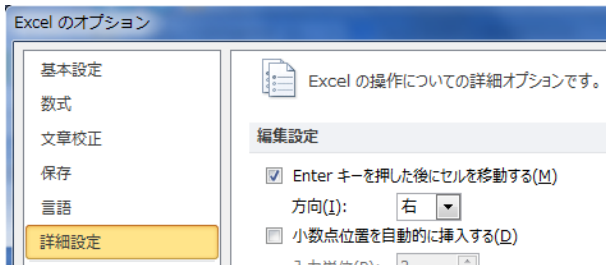 Excel のオプション
基本設定
数式
文章校正
保存
言語
詳細設定
Excel の操作についての詳細オプションです。
編集設定
Enter キーを押した後にセルを移動する(M)
方向(I): 右
小数点位置を自動的に挿入する(D)